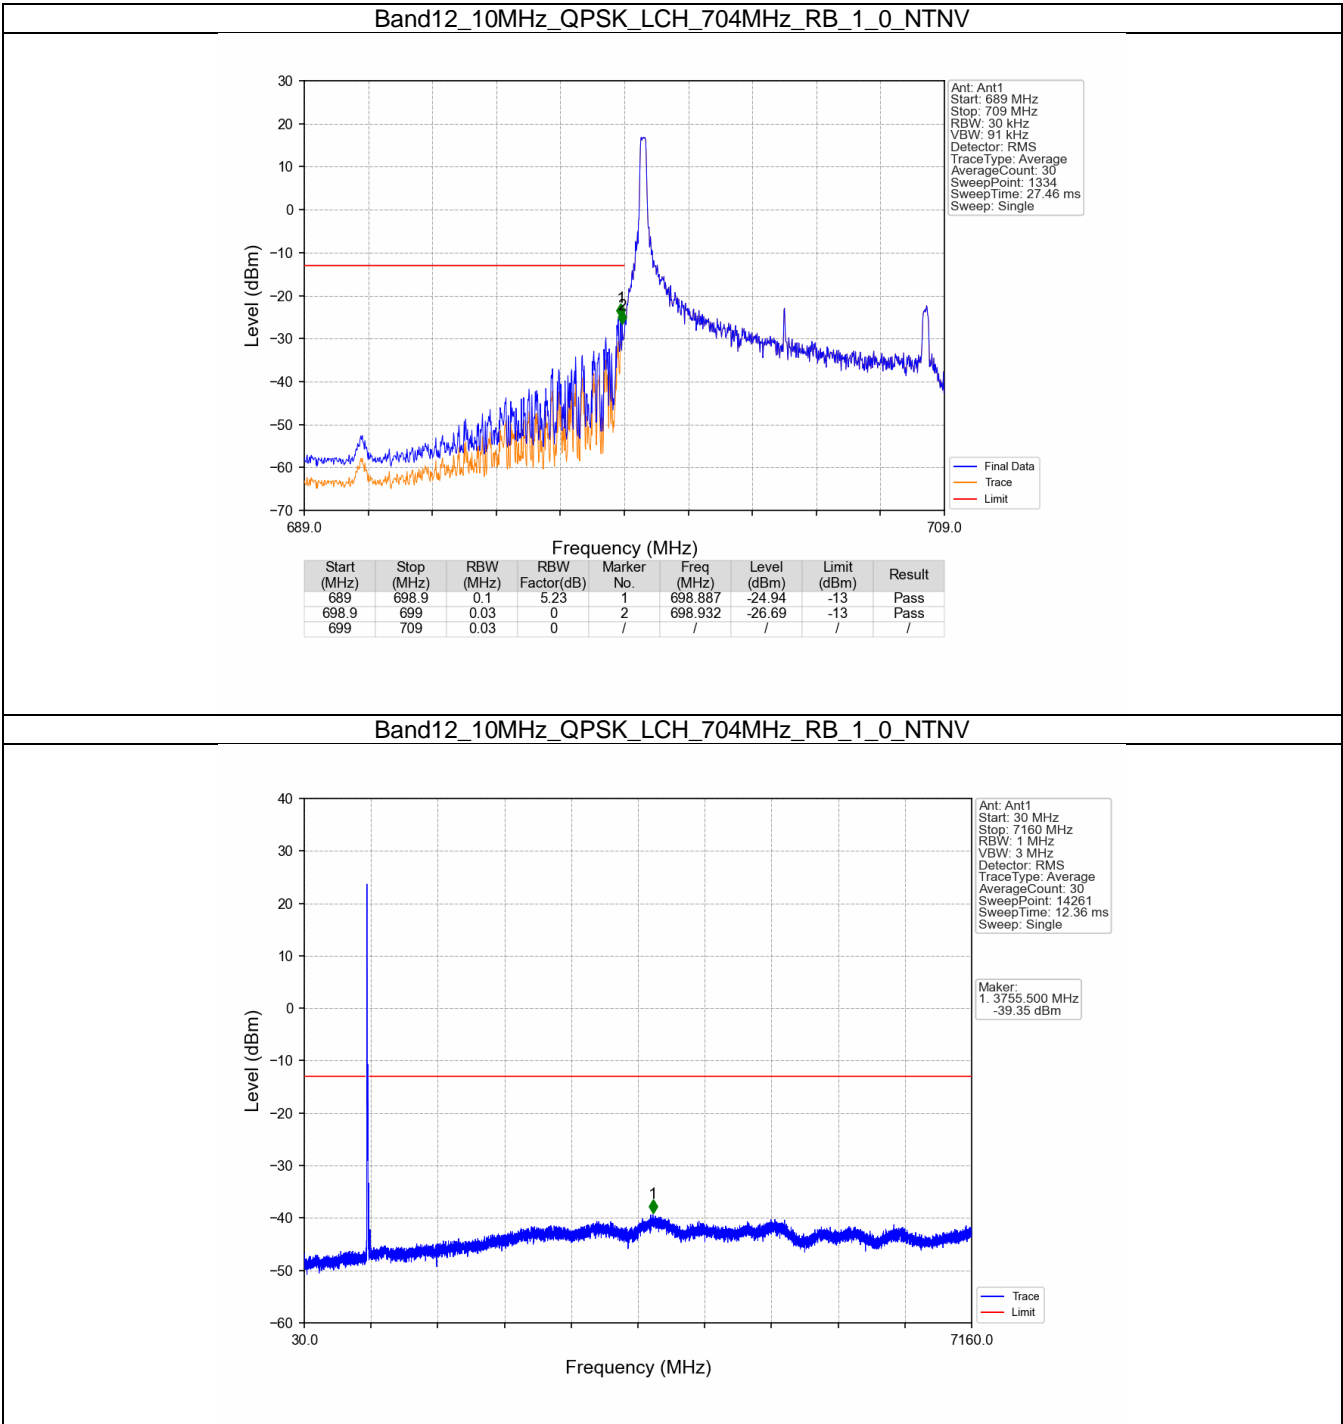 Band12_10MHz_QPSK_LCH_704MHz_RB_1_0_NTNV
30
20
10
0
−10
−20
−30
−40
−50
−60
−70
Level (dBm)
689.0
709.0
Frequency (MHz)
1
2
Ant: Ant1
Start: 689 MHz
Stop: 709 MHz
RBW: 30 kHz
VBW: 91 kHz
Detector: RMS
TraceType: Average
AverageCount: 30
SweepPoint: 1334
SweepTime: 27.46 ms
Sweep: Single
Final Data
Trace
Limit
Start (MHz) Stop (MHz) RBW (MHz) RBW Factor(dB) Marker No. Freq (MHz) Level (dBm) Limit (dBm) Result
689 698.9 0.1 5.23 1 698.887 -24.94 -13 Pass
698.9 699 0.03 0 2 698.932 -26.69 -13 Pass
699 709 0.03 0 / / / / /
Band12_10MHz_QPSK_LCH_704MHz_RB_1_0_NTNV
40
30
20
10
0
−10
−20
−30
−40
−50
−60
Level (dBm)
30.0
7160.0
Frequency (MHz)
1
Ant: Ant1
Start: 30 MHz
Stop: 7160 MHz
RBW: 1 MHz
VBW: 3 MHz
Detector: RMS
TraceType: Average
AverageCount: 30
SweepPoint: 14261
SweepTime: 12.36 ms
Sweep: Single
Maker:
1. 3755.500 MHz
-39.35 dBm
Trace
Limit